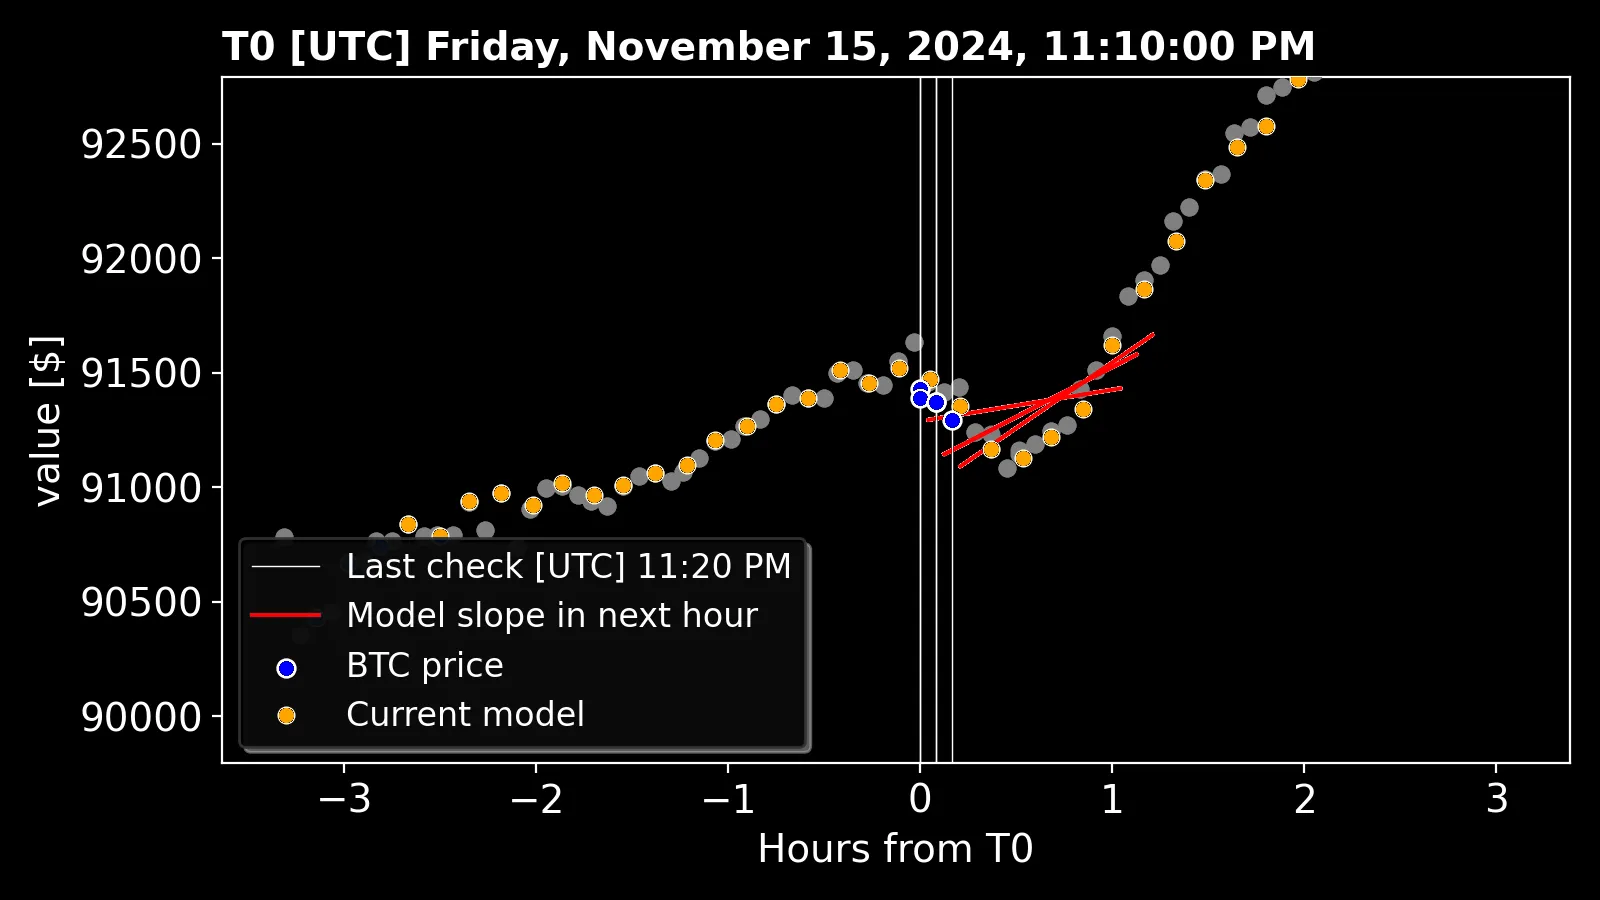 T0 [UTC] Friday, November 15, 2024, 11:10:00 PM
value [$]
92500
92000
91500
91000
90500
90000
Last check [UTC] 11:20 PM
Model slope in next hour
BTC price
Current model
−3 −2 −1 0 1 2 3
Hours from T0